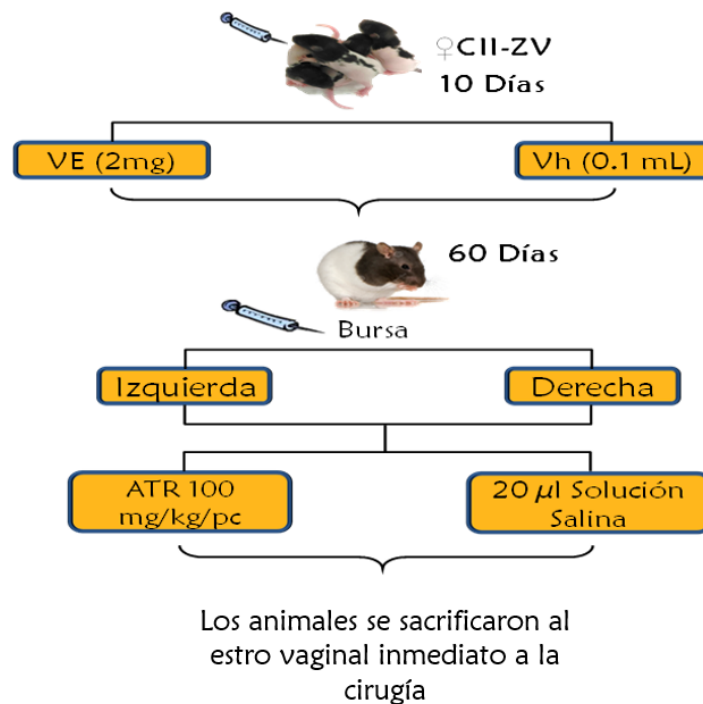 ♀CII-ZV
10 Días
VE (2mg)
Vh (0.1 mL)
60 Días
Bursa
Izquierda
Derecha
ATR 100
mg/kg/pc
20 µl Solución
Salina
Los animales se sacrificaron al
estro vaginal inmediato a la
cirugía